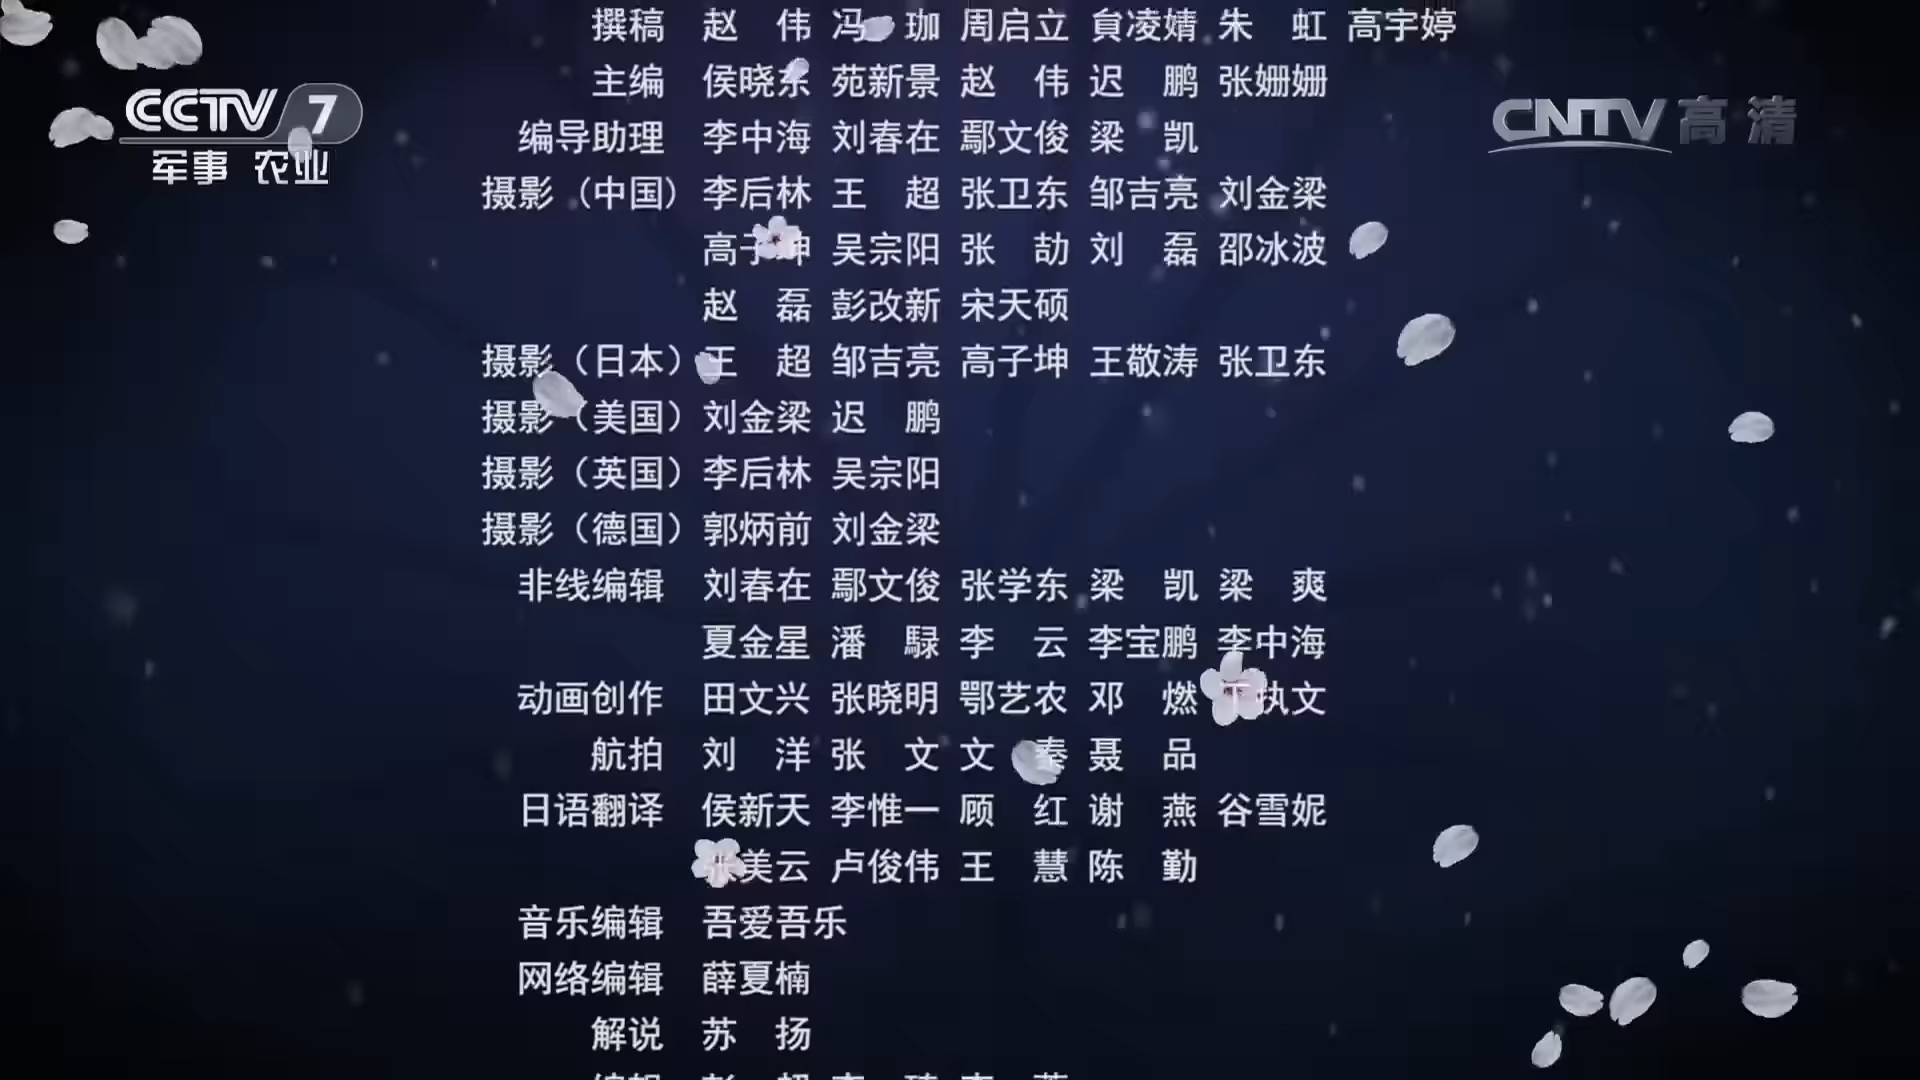 撰稿 赵 伟 冯 珈 周启立 貟凌婧 朱 虹 高宇婷
主编 侯晓东 苑新景 赵 伟 迟 鹏 张姗姗
CCTV 7
军事 农业
CNTV 高清
编导助理 李中海 刘春在 鄢文俊 梁 凯
摄影（中国）李后林 王 超 张卫东 邹吉亮 刘金梁
高子坤 吴宗阳 张 劼 刘 磊 邵冰波
赵 磊 彭改新 宋天硕
摄影（日本）王 超 邹吉亮 高子坤 王敬涛 张卫东
摄影（美国）刘金梁 迟 鹏
摄影（英国）李后林 吴宗阳
摄影（德国）郭炳前 刘金梁
非线编辑 刘春在 鄢文俊 张学东 梁 凯 梁 爽
夏金星 潘 騄 李 云 李宝鹏 李中海
动画创作 田文兴 张晓明 鄂艺农 邓 燃 执文
航拍 刘 洋 张 文 文 秦 聂 品
日语翻译 侯新天 李惟一 顾 红 谢 燕 谷雪妮
张美云 卢俊伟 王 慧 陈 勤
音乐编辑 吾爱吾乐
网络编辑 薛夏楠
解说 苏 扬